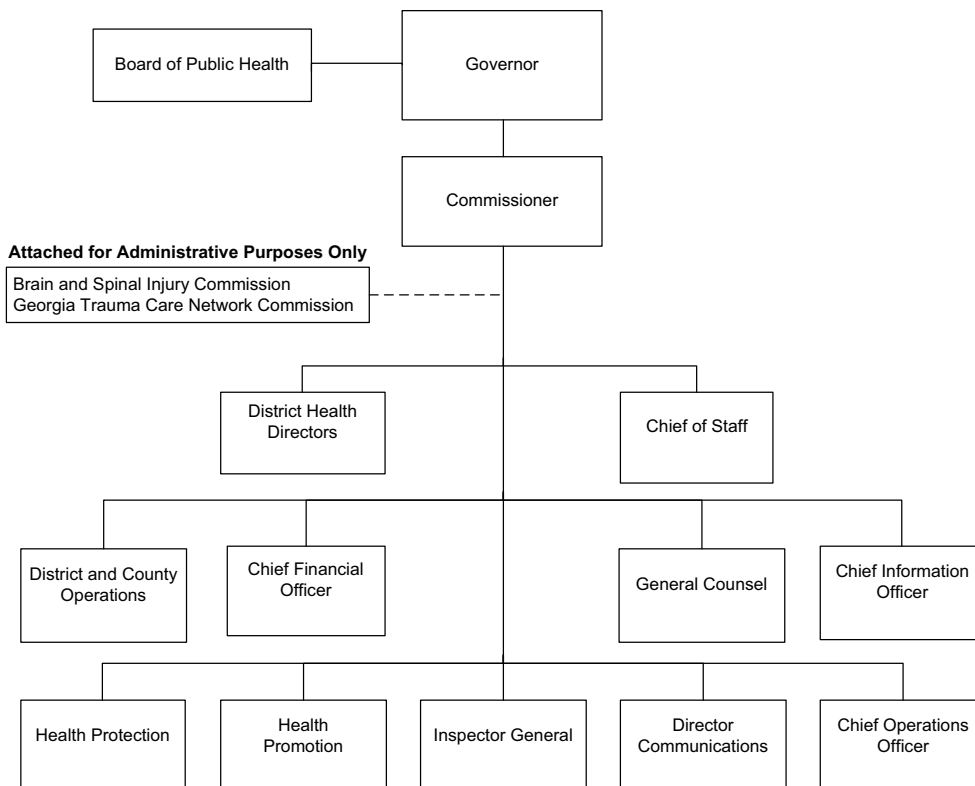 Board of Public Health
Governor
Commissioner
Attached for Administrative Purposes Only
Brain and Spinal Injury Commission
Georgia Trauma Care Network Commission
District Health
Directors
Chief of Staff
District and County
Operations
Chief Financial
Officer
General Counsel
Chief Information
Officer
Health Protection
Health
Promotion
Inspector General
Director
Communications
Chief Operations
Officer